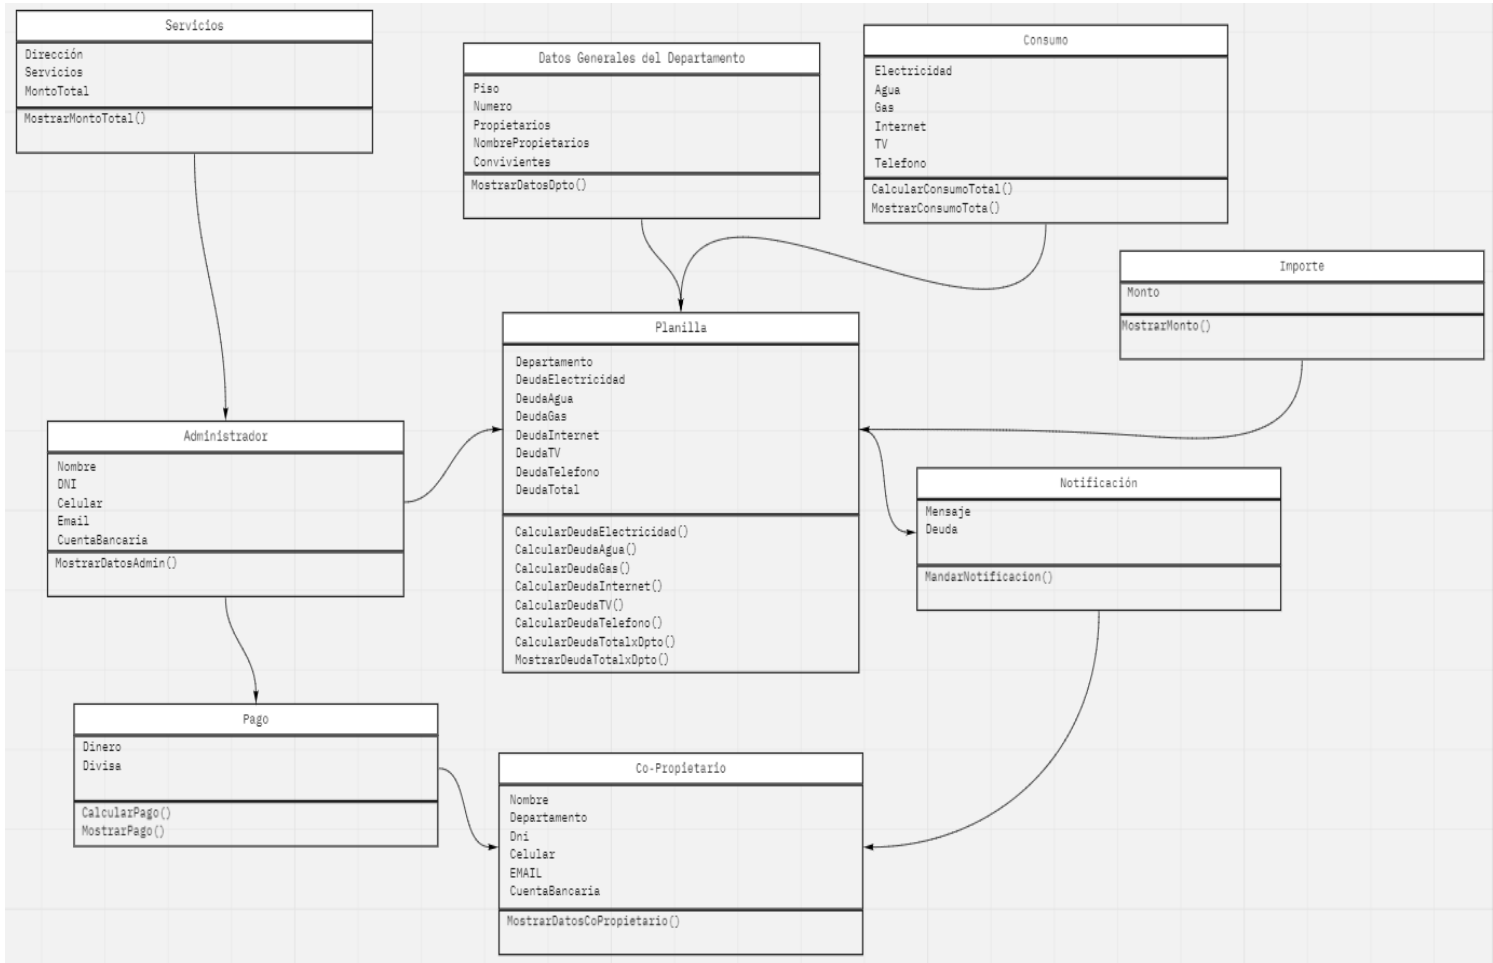 Servicios
Dirección
Servicios
MontoTotal
MostrarMontoTotal()
Datos Generales del Departamento
Piso
Numero
Propietarios
NombrePropietarios
Convivientes
MostrarDatosDpto()
Consumo
Electricidad
Agua
Gas
Internet
TV
Telefono
CalcularConsumoTotal()
MostrarConsumoTota()
Importe
Monto
MostrarMonto()
Planilla
Departamento
DeudaElectricidad
DeudaAgua
DeudaGas
DeudaInternet
DeudaTV
DeudaTelefono
DeudaTotal
CalcularDeudaElectricidad()
CalcularDeudaAgua()
CalcularDeudaGas()
CalcularDeudaInternet()
CalcularDeudaTV()
CalcularDeudaTelefono()
CalcularDeudaTotalxDpto()
MostrarDeudaTotalxDpto()
Administrador
Nombre
DNI
Celular
Email
CuentaBancaria
MostrarDatosAdmin()
Notificación
Mensaje
Deuda
MandarNotificacion()
Pago
Dinero
Divisa
CalcularPago()
MostrarPago()
Co-Propietario
Nombre
Departamento
Dni
Celular
EMAIL
CuentaBancaria
MostrarDatosCoPropietario()